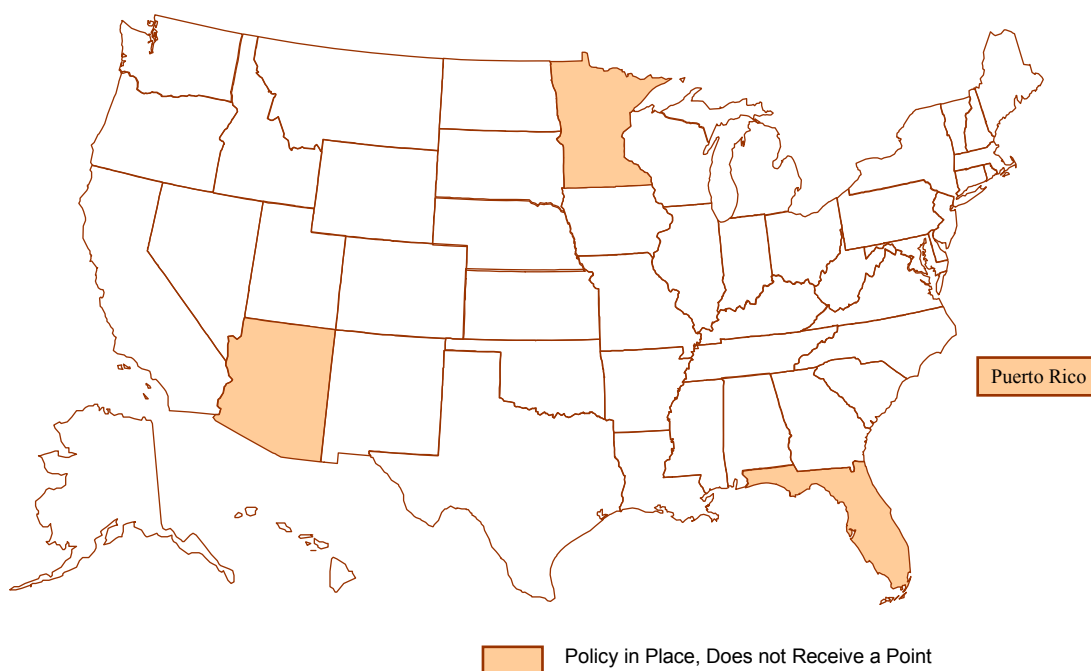 Puerto Rico
Policy in Place, Does not Receive a Point